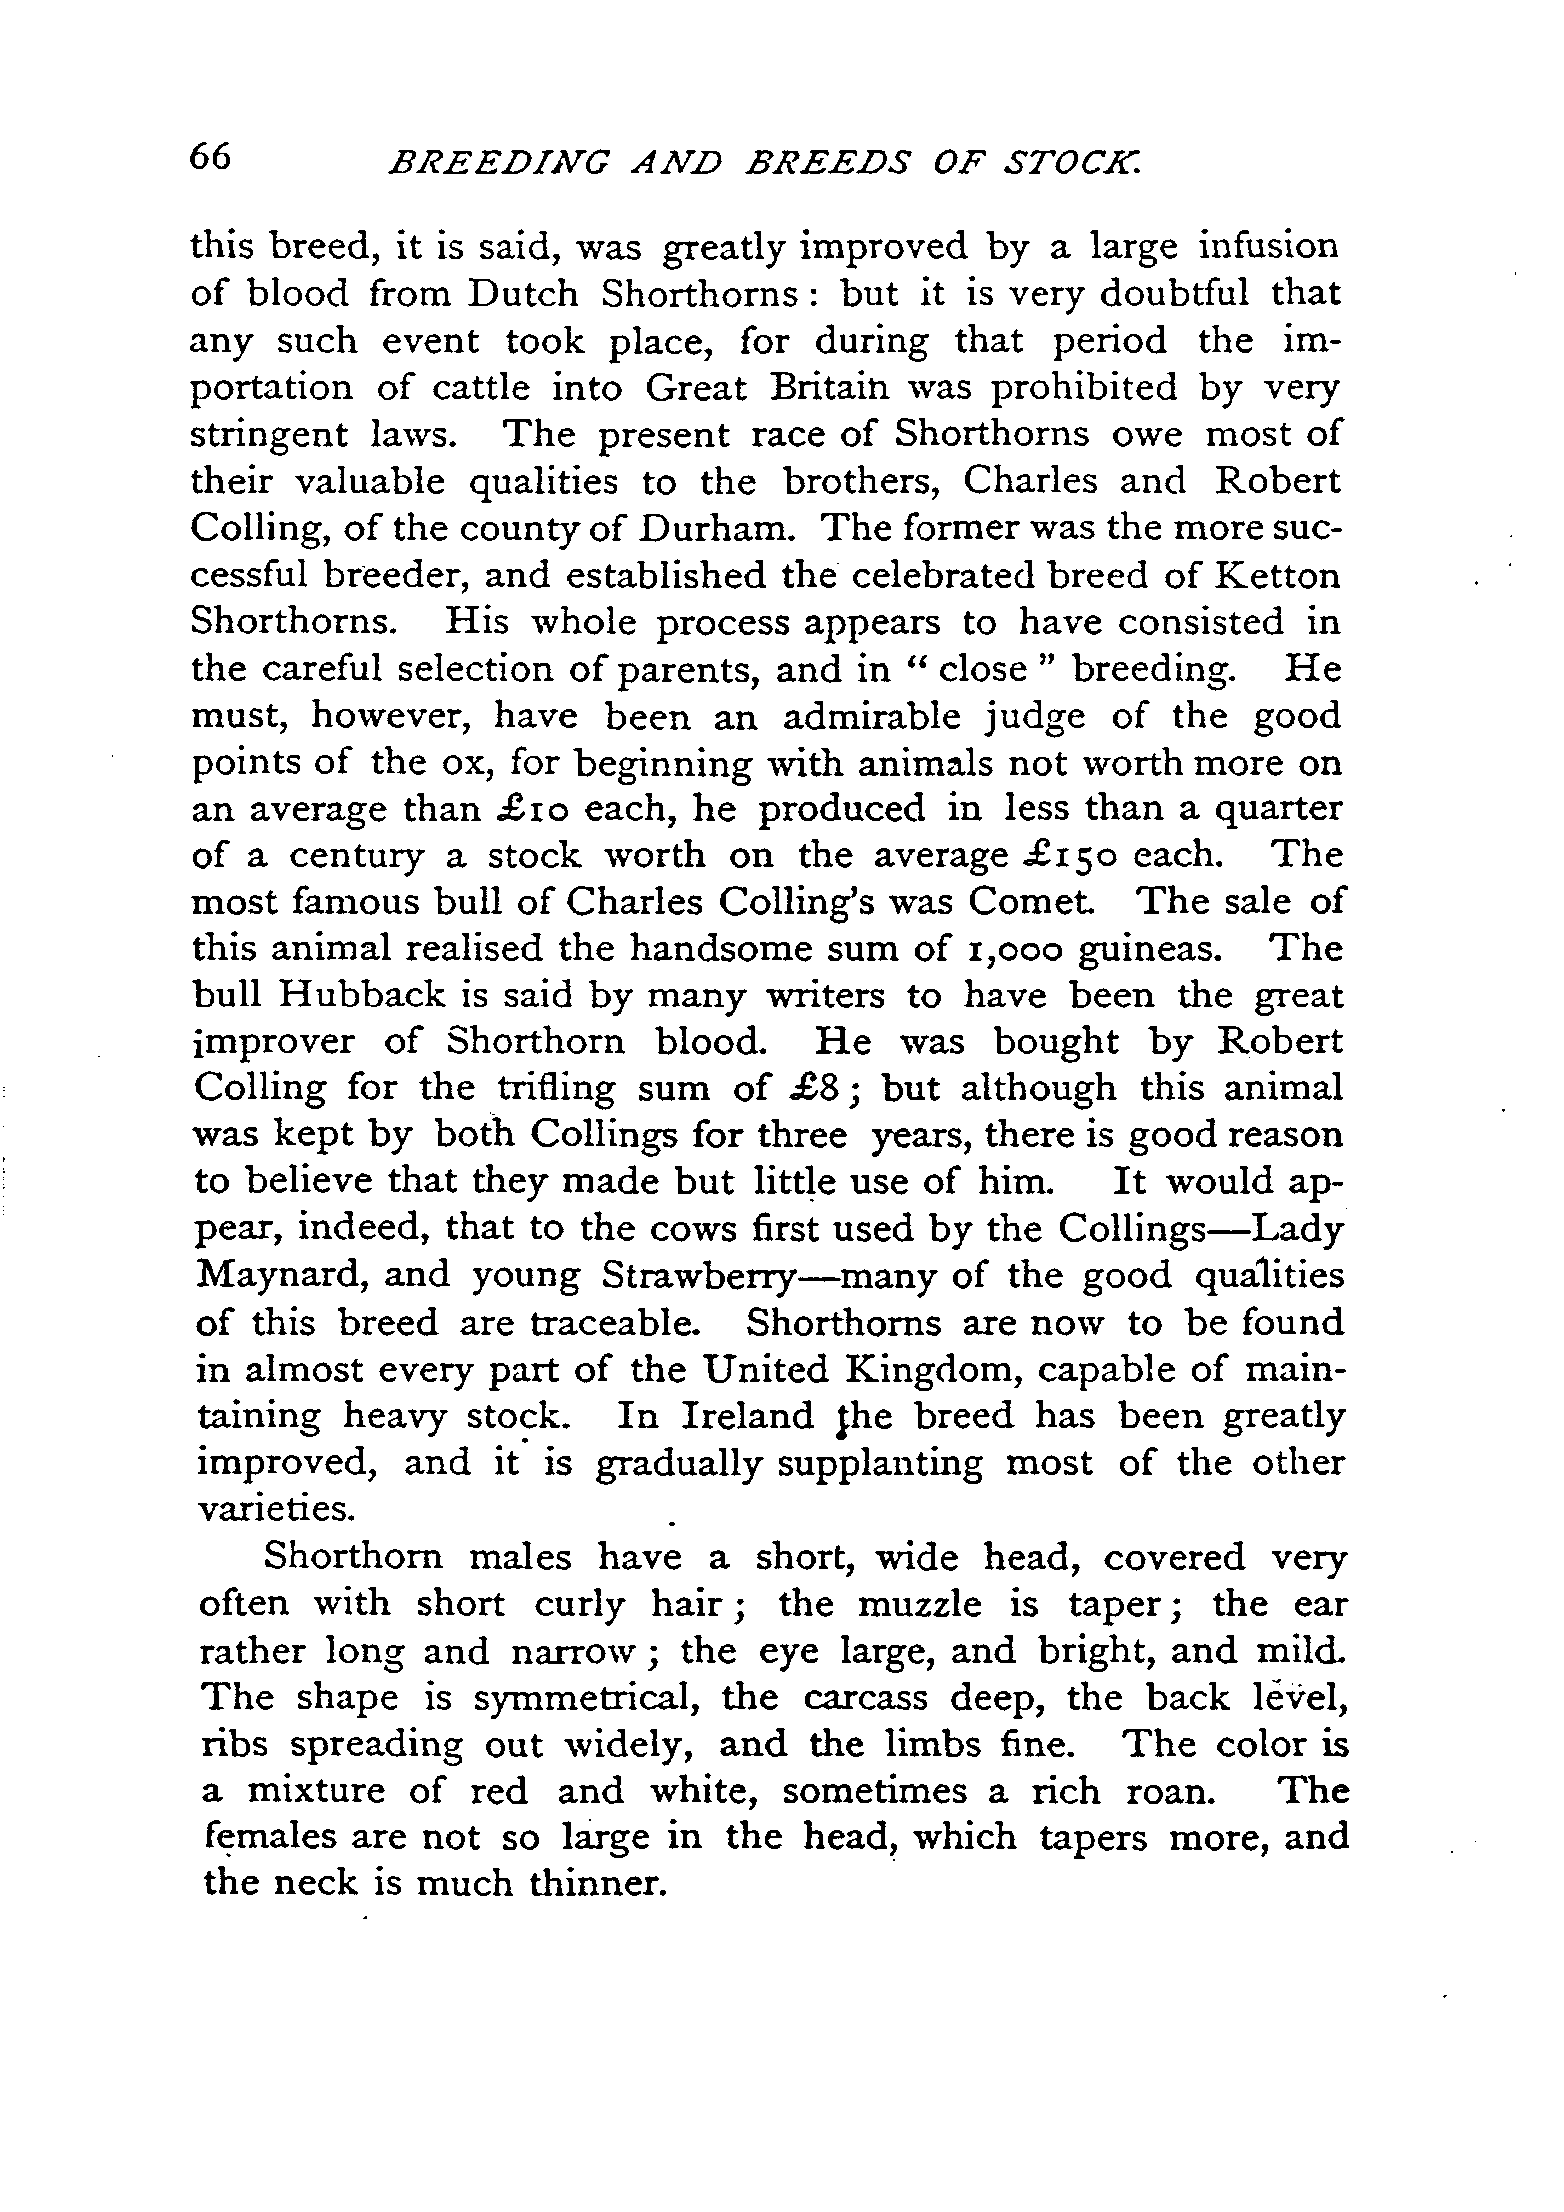 66 BREEDING AND BREEDS OF STOCK.
this breed, it is said, was greatly improved by a large infusion
of blood from Dutch Shorthorns : but it is very doubtful that
any such event took place, for during that period the im-
portation of cattle into Great Britain was prohibited by very
stringent laws. The present race of Shorthorns owe most of
their valuable qualities to the brothers, Charles and Robert
Colling, of the county of Durham. The former was the more suc-
cessful breeder, and established the celebrated breed of Ketton
Shorthorns. His whole process appears to have consisted in
the careful selection of parents, and in " close " breeding. He
must, however, have been an admirable judge of the good
points of the ox, for beginning with animals not worth more on
an average than £10 each, he produced in less than a quarter
of a century a stock worth on the average £150 each. The
most famous bull of Charles Colling's was Comet. The sale of
this animal realised the handsome sum of 1,000 guineas. The
bull Hubback is said by many writers to have been the great
improver of Shorthorn blood. He was bought by Robert
Colling for the trifling sum of £8 ; but although this animal
was kept by both Collings for three years, there is good reason
to believe that they made but little use of him. It would ap-
pear, indeed, that to the cows first used by the Collings—Lady
Maynard, and young Strawberry—many of the good qualities
of this breed are traceable. Shorthorns are now to be found
in almost every part of the United Kingdom, capable of main-
taining heavy stock. In Ireland the breed has been greatly
improved, and it is gradually supplanting most of the other
varieties.
Shorthorn males have a short, wide head, covered very
often with short curly hair ; the muzzle is taper ; the ear
rather long and narrow ; the eye large, and bright, and mild.
The shape is symmetrical, the carcass deep, the back level,
ribs spreading out widely, and the limbs fine. The color is
a mixture of red and white, sometimes a rich roan. The
females are not so large in the head, which tapers more, and
the neck is much thinner.